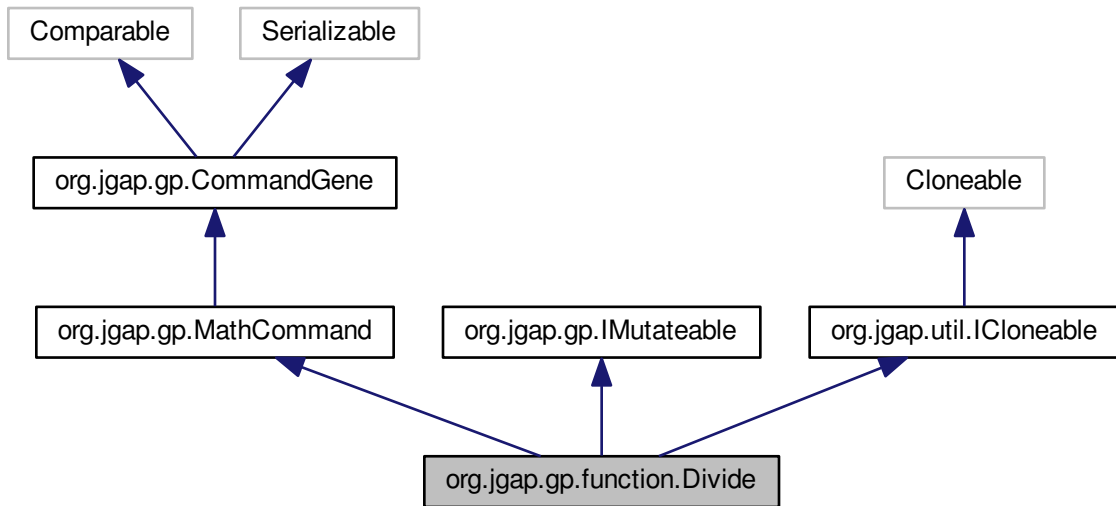 Comparable
Serializable
org.jgap.gp.CommandGene
Cloneable
org.jgap.gp.MathCommand
org.jgap.gp.IMutateable
org.jgap.util.ICloneable
org.jgap.gp.function.Divide